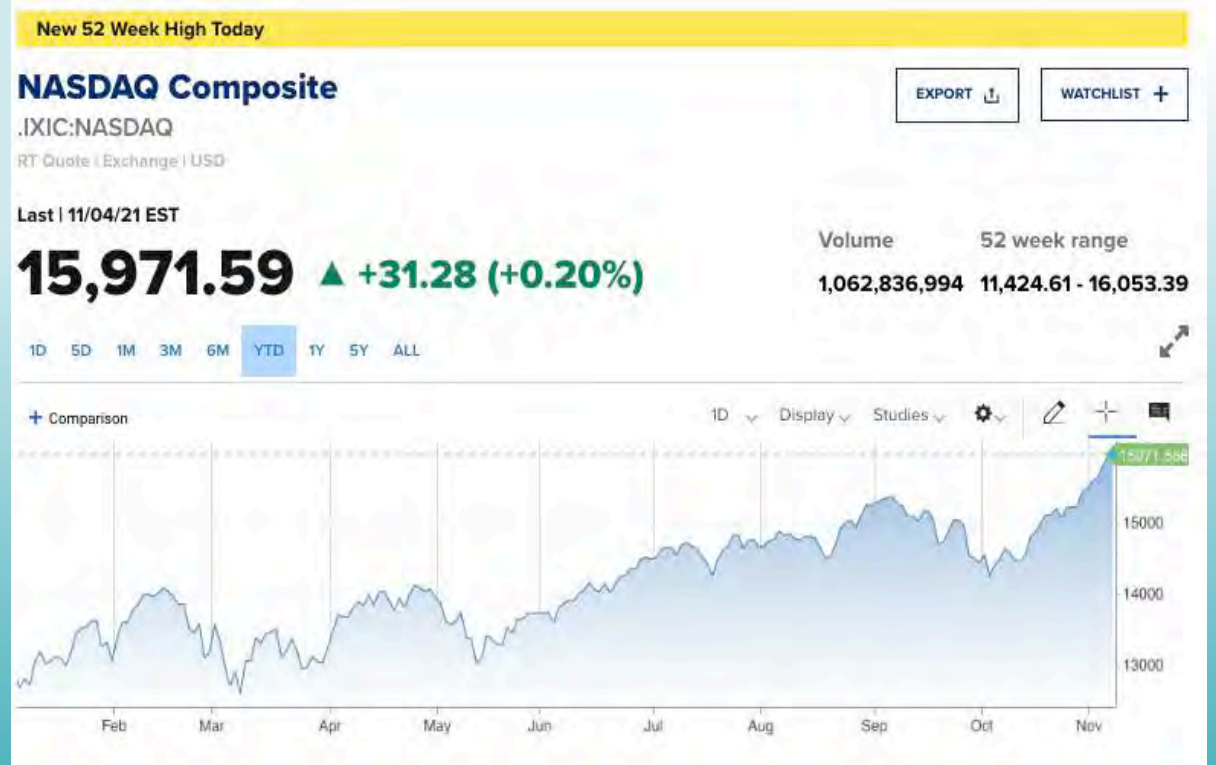 New 52 Week High Today
NASDAQ Composite
EXPORT
WATCHLIST +
.IXIC:NASDAQ
RT Quote | Exchange | USD
Last | 11/04/21 EST
15,971.59 ▲ +31.28 (+0.20%)
Volume 52 week range
1,062,836,994 11,424.61 - 16,053.39
1D 5D 1M 3M 6M YTD 1Y 5Y ALL
+ Comparison 1D Display Studies
15000
14000
13000
Feb Mar Apr May Jun Jul Aug Sep Oct Nov